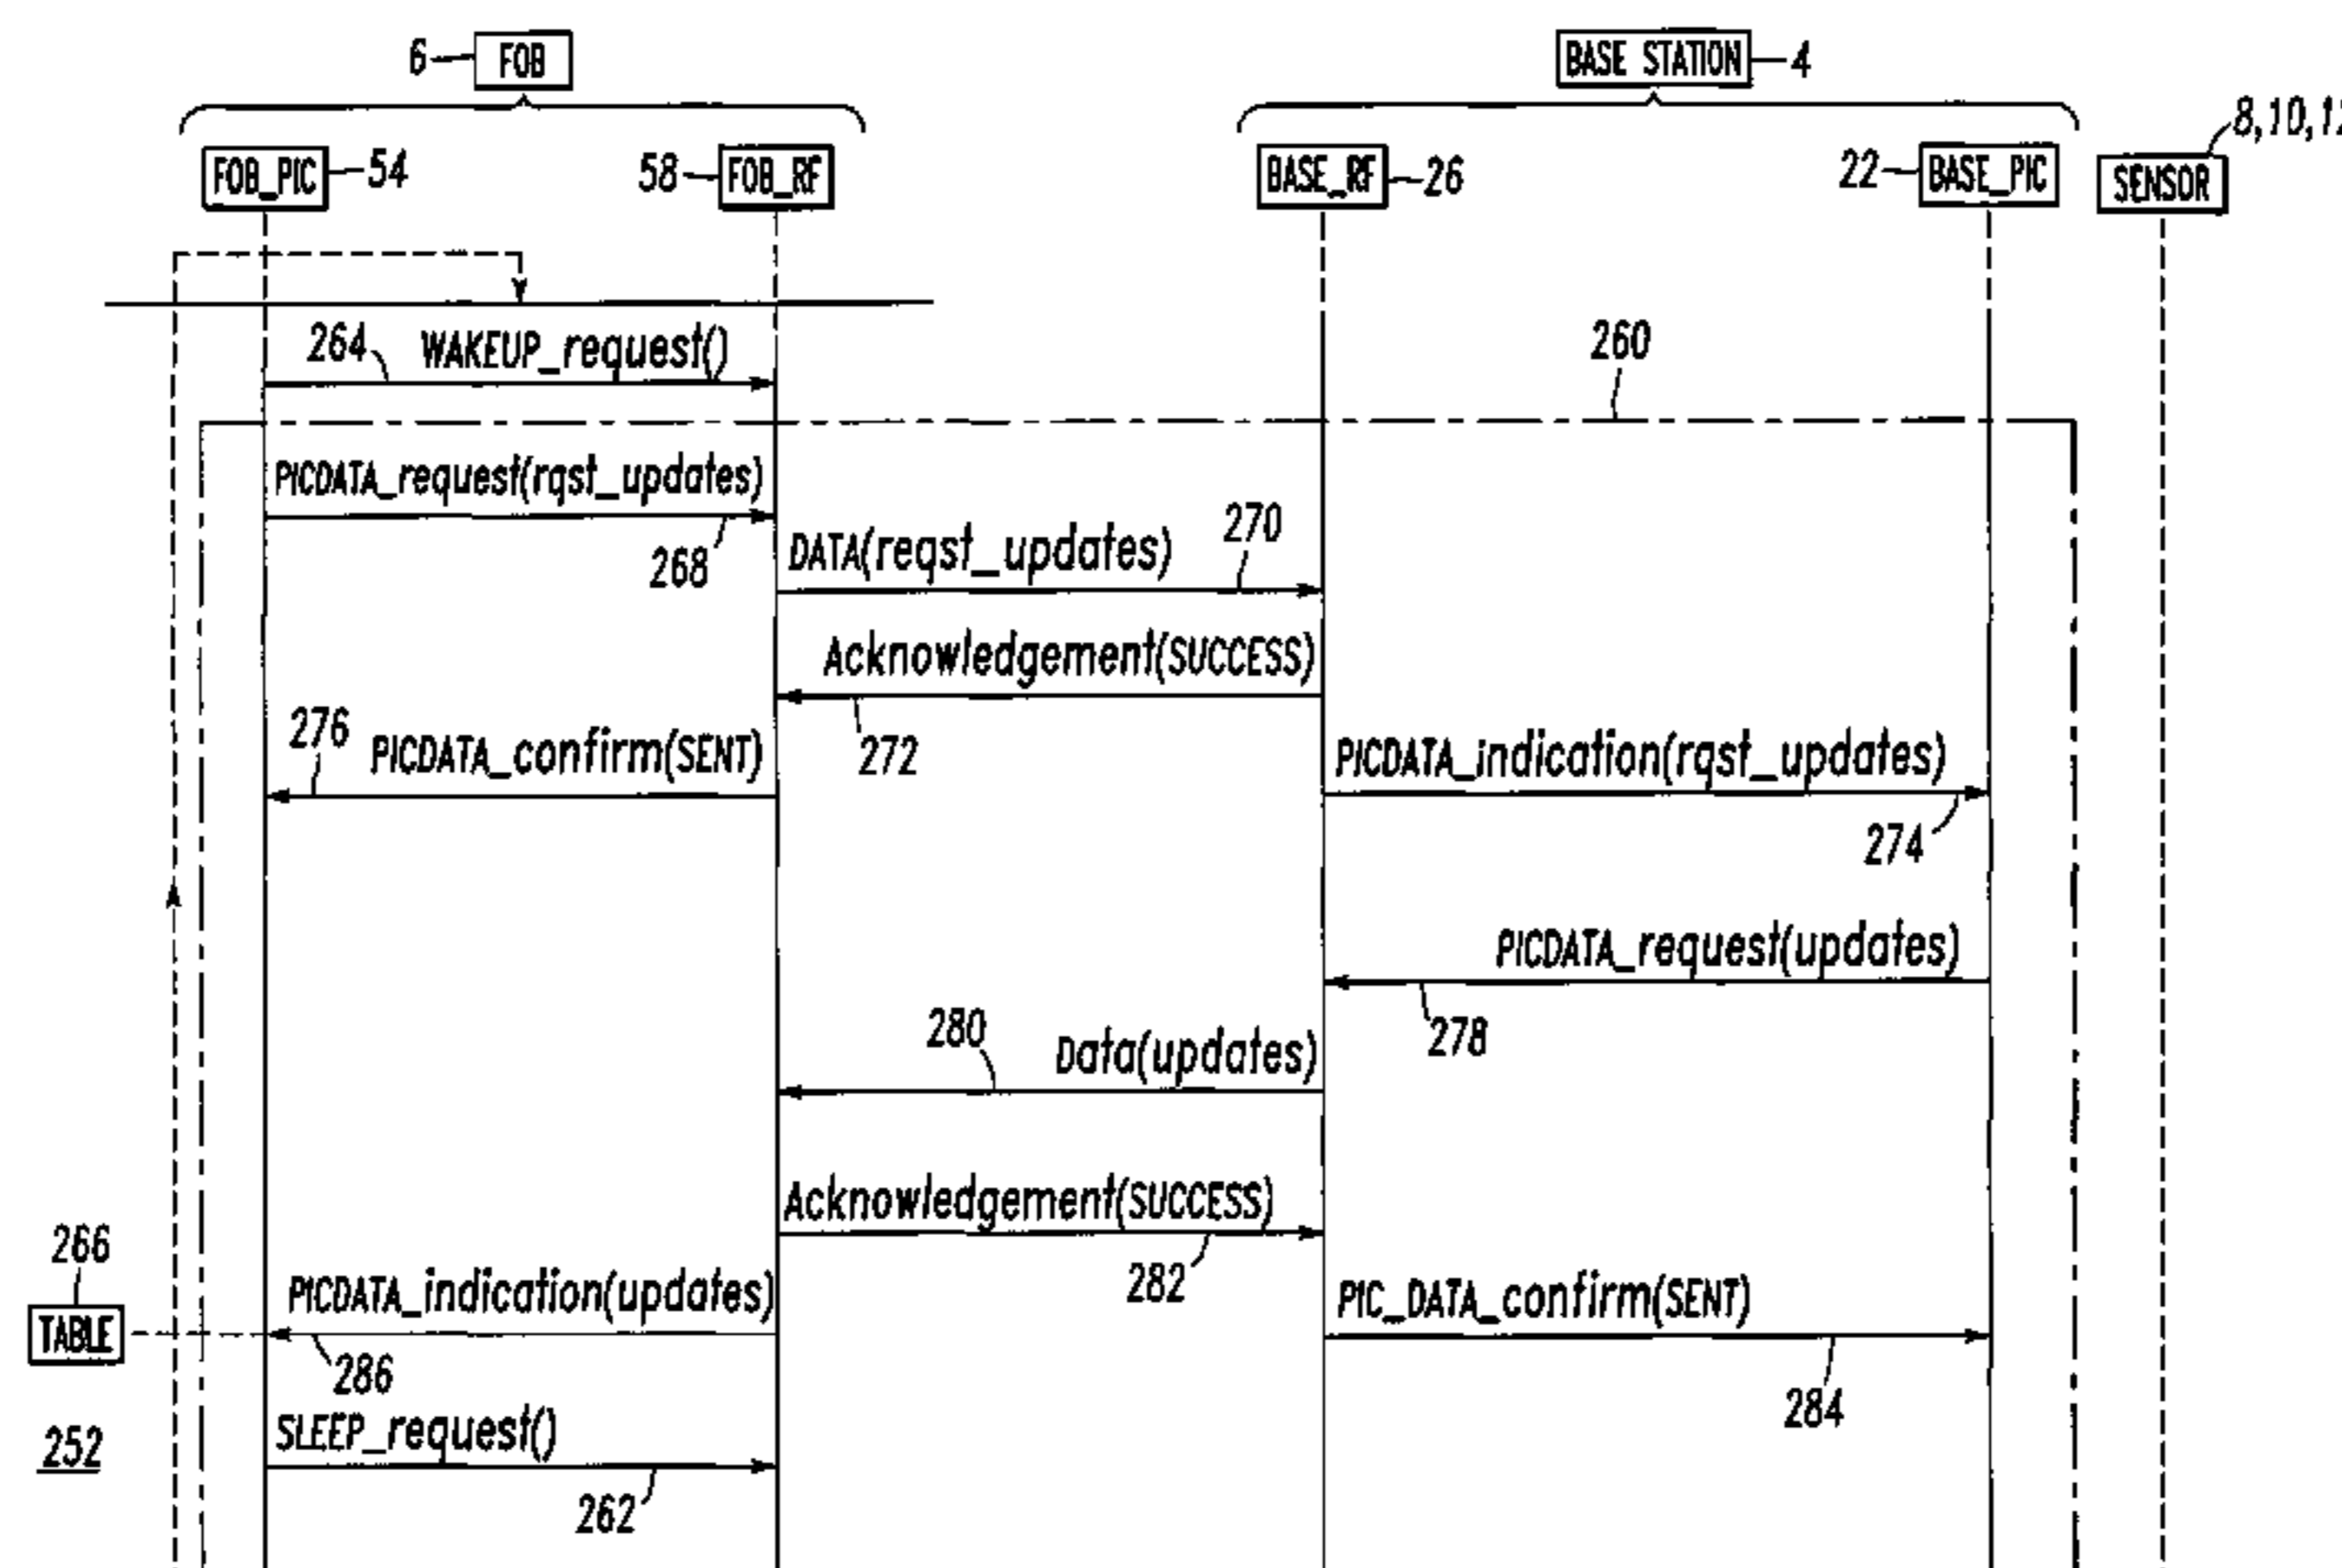 6 FOB
BASE STATION 4
8,10,12
FOB_PIC 54
58 FOB_RF
BASE_RF 26
22 BASE_PIC
SENSOR
264 WAKEUP_request()
260
PICDATA_request(rqst_updates)
268
DATA(reqst_updates)
270
Acknowledgement(SUCCESS)
272
276 PICDATA_confirm(SENT)
PICDATA_indication(rqst_updates)
274
PICDATA_request(updates)
278
280 Data(updates)
Acknowledgement(SUCCESS)
282
266
TABLE
PICDATA_indication(updates)
286
PIC_DATA_confirm(SENT)
284
252
SLEEP_request()
262